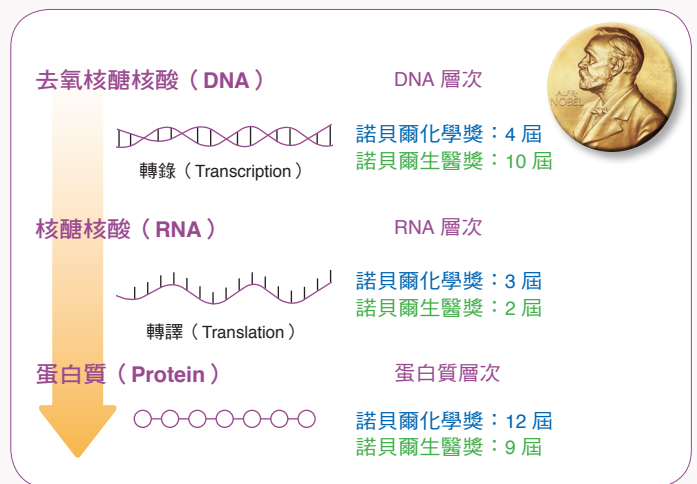 去氧核醣核酸（DNA）
DNA 層次
諾貝爾化學獎：4 屆
諾貝爾生醫獎：10 屆
轉錄（Transcription）
核醣核酸（RNA）
RNA 層次
諾貝爾化學獎：3 屆
諾貝爾生醫獎：2 屆
轉譯（Translation）
蛋白質（Protein）
蛋白質層次
諾貝爾化學獎：12 屆
諾貝爾生醫獎：9 屆
ALFR.
NOBEL